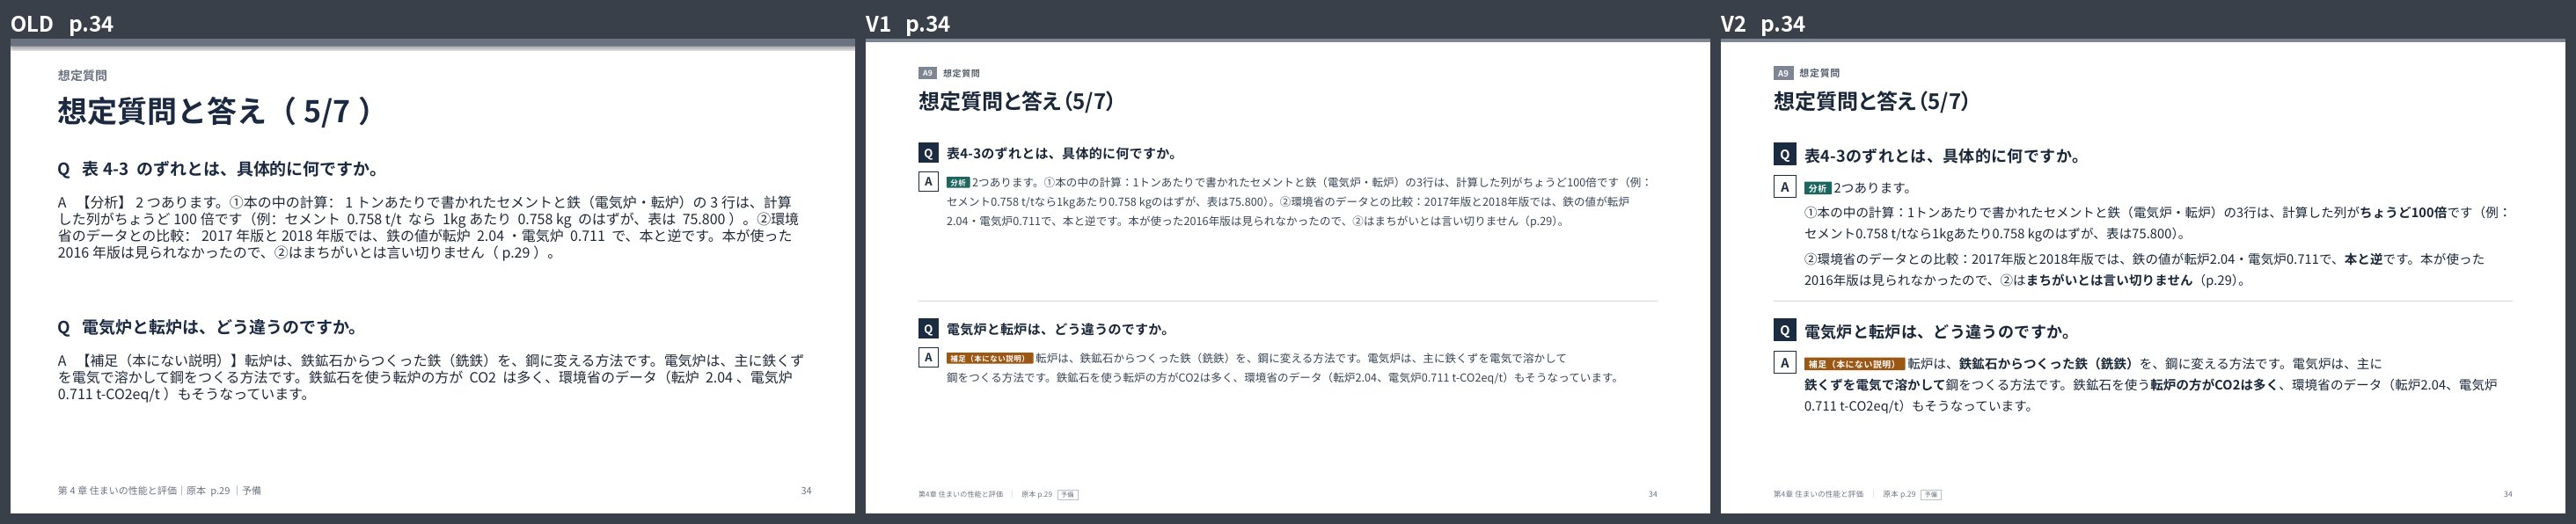 OLD p.34
想定質問
想定質問と答え（ 5/7 ）
Q 表 4-3 のずれとは、具体的に何ですか。
A 【分析】 2 つあります。①本の中の計算： 1 トンあたりで書かれたセメントと鉄（電気炉・転炉）の 3 行は、計算
した列がちょうど 100 倍です（例：セメント 0.758 t/t なら 1kg あたり 0.758 kg のはずが、表は 75.800 ）。②環境
省のデータとの比較： 2017 年版と 2018 年版では、鉄の値が転炉 2.04 ・電気炉 0.711 で、本と逆です。本が使った
2016 年版は見られなかったので、②はまちがいとは言い切りません（ p.29 ）。
Q 電気炉と転炉は、どう違うのですか。
A 【補足（本にない説明）】転炉は、鉄鉱石からつくった鉄（銑鉄）を、鋼に変える方法です。電気炉は、主に鉄くず
を電気で溶かして鋼をつくる方法です。鉄鉱石を使う転炉の方が CO2 は多く、環境省のデータ（転炉 2.04 、電気炉
0.711 t-CO2eq/t ）もそうなっています。
第 4 章 住まいの性能と評価｜原本 p.29 ｜予備
34
V1 p.34
A9 想定質問
想定質問と答え（5/7）
Q 表4-3のずれとは、具体的に何ですか。
A 分析 2つあります。①本の中の計算：1トンあたりで書かれたセメントと鉄（電気炉・転炉）の3行は、計算した列がちょうど100倍です（例：
セメント0.758 t/tなら1kgあたり0.758 kgのはずが、表は75.800）。②環境省のデータとの比較：2017年版と2018年版では、鉄の値が転炉
2.04・電気炉0.711で、本と逆です。本が使った2016年版は見られなかったので、②はまちがいとは言い切りません（p.29）。
Q 電気炉と転炉は、どう違うのですか。
A 補足（本にない説明） 転炉は、鉄鉱石からつくった鉄（銑鉄）を、鋼に変える方法です。電気炉は、主に鉄くずを電気で溶かして
鋼をつくる方法です。鉄鉱石を使う転炉の方がCO2は多く、環境省のデータ（転炉2.04、電気炉0.711 t-CO2eq/t）もそうなっています。
第4章 住まいの性能と評価｜原本 p.29 予備
34
V2 p.34
A9 想定質問
想定質問と答え（5/7）
Q 表4-3のずれとは、具体的に何ですか。
A 分析 2つあります。
①本の中の計算：1トンあたりで書かれたセメントと鉄（電気炉・転炉）の3行は、計算した列がちょうど100倍です（例：
セメント0.758 t/tなら1kgあたり0.758 kgのはずが、表は75.800）。
②環境省のデータとの比較：2017年版と2018年版では、鉄の値が転炉2.04・電気炉0.711で、本と逆です。本が使った
2016年版は見られなかったので、②はまちがいとは言い切りません（p.29）。
Q 電気炉と転炉は、どう違うのですか。
A 補足（本にない説明） 転炉は、鉄鉱石からつくった鉄（銑鉄）を、鋼に変える方法です。電気炉は、主に
鉄くずを電気で溶かして鋼をつくる方法です。鉄鉱石を使う転炉の方がCO2は多く、環境省のデータ（転炉2.04、電気炉
0.711 t-CO2eq/t）もそうなっています。
第4章 住まいの性能と評価｜原本 p.29 予備
34